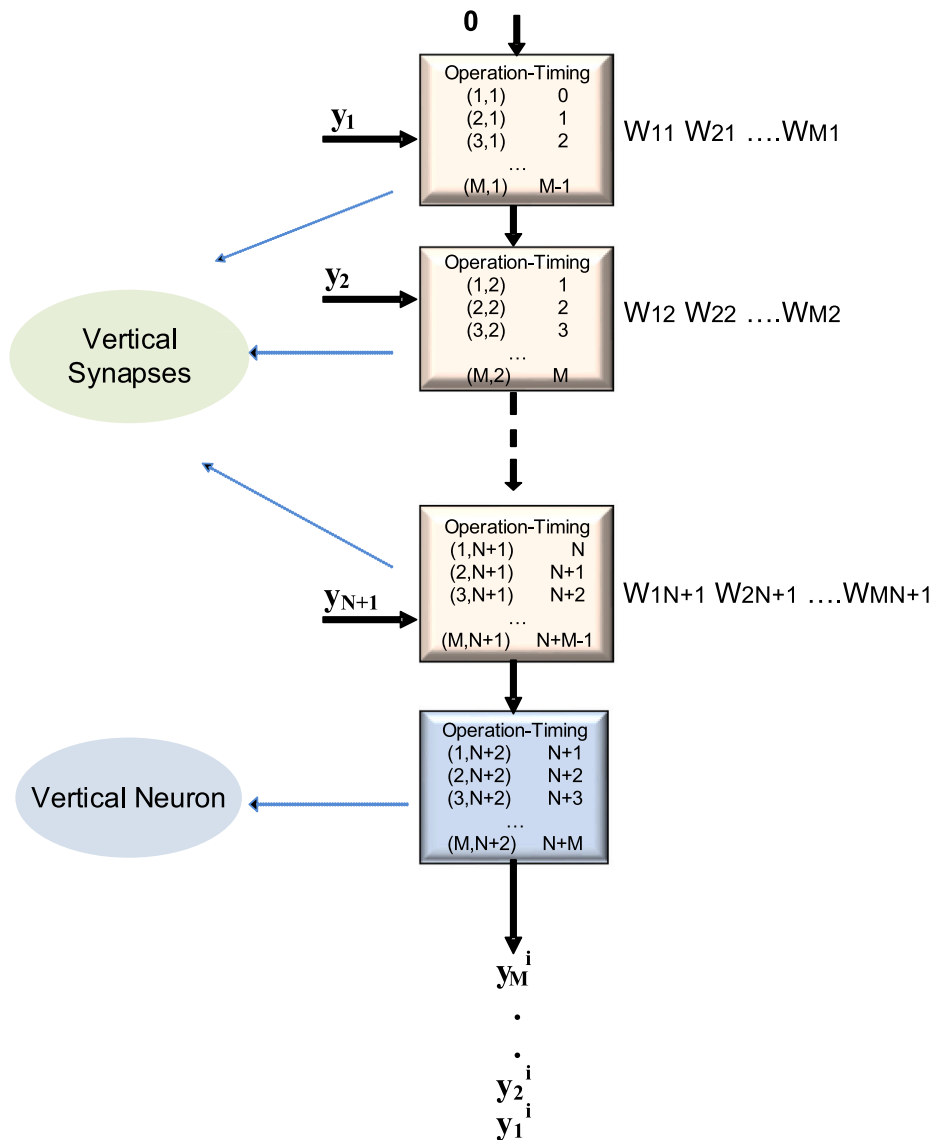 0
Operation-Timing
(1,1) 0
y1 (2,1) 1 W11 W21 ....WM1
(3,1) 2
...
(M,1) M-1
Operation-Timing
y2 (1,2) 1
(2,2) 2 W12 W22 ....WM2
(3,2) 3
Vertical
Synapses
...
(M,2) M
Operation-Timing
(1,N+1) N
(2,N+1) N+1
yN+1 (3,N+1) N+2 W1N+1 W2N+1 ....WMN+1
...
(M,N+1) N+M-1
Operation-Timing
(1,N+2) N+1
(2,N+2) N+2
Vertical Neuron (3,N+2) N+3
...
(M,N+2) N+M
yM^i
.
.
y2^i
y1^i